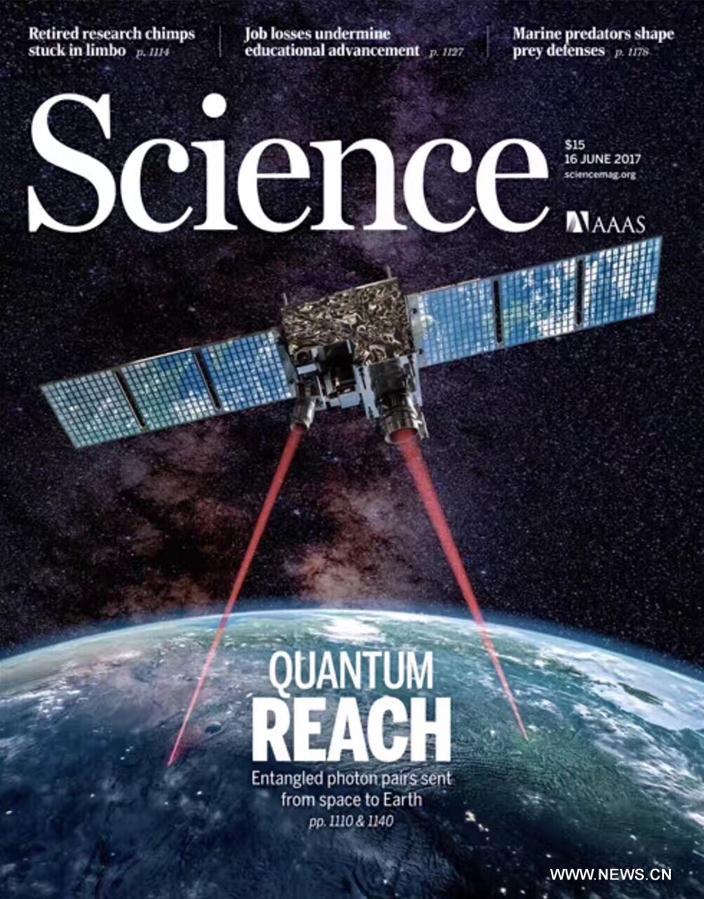 Retired research chimps
stuck in limbo p. 1114
Job losses undermine
educational advancement p. 1127
Marine predators shape
prey defenses p. 1178
Science
$15
16 JUNE 2017
sciencemag.org
AAAS
QUANTUM
REACH
Entangled photon pairs sent
from space to Earth
pp. 1110 & 1140
WWW.NEWS.CN